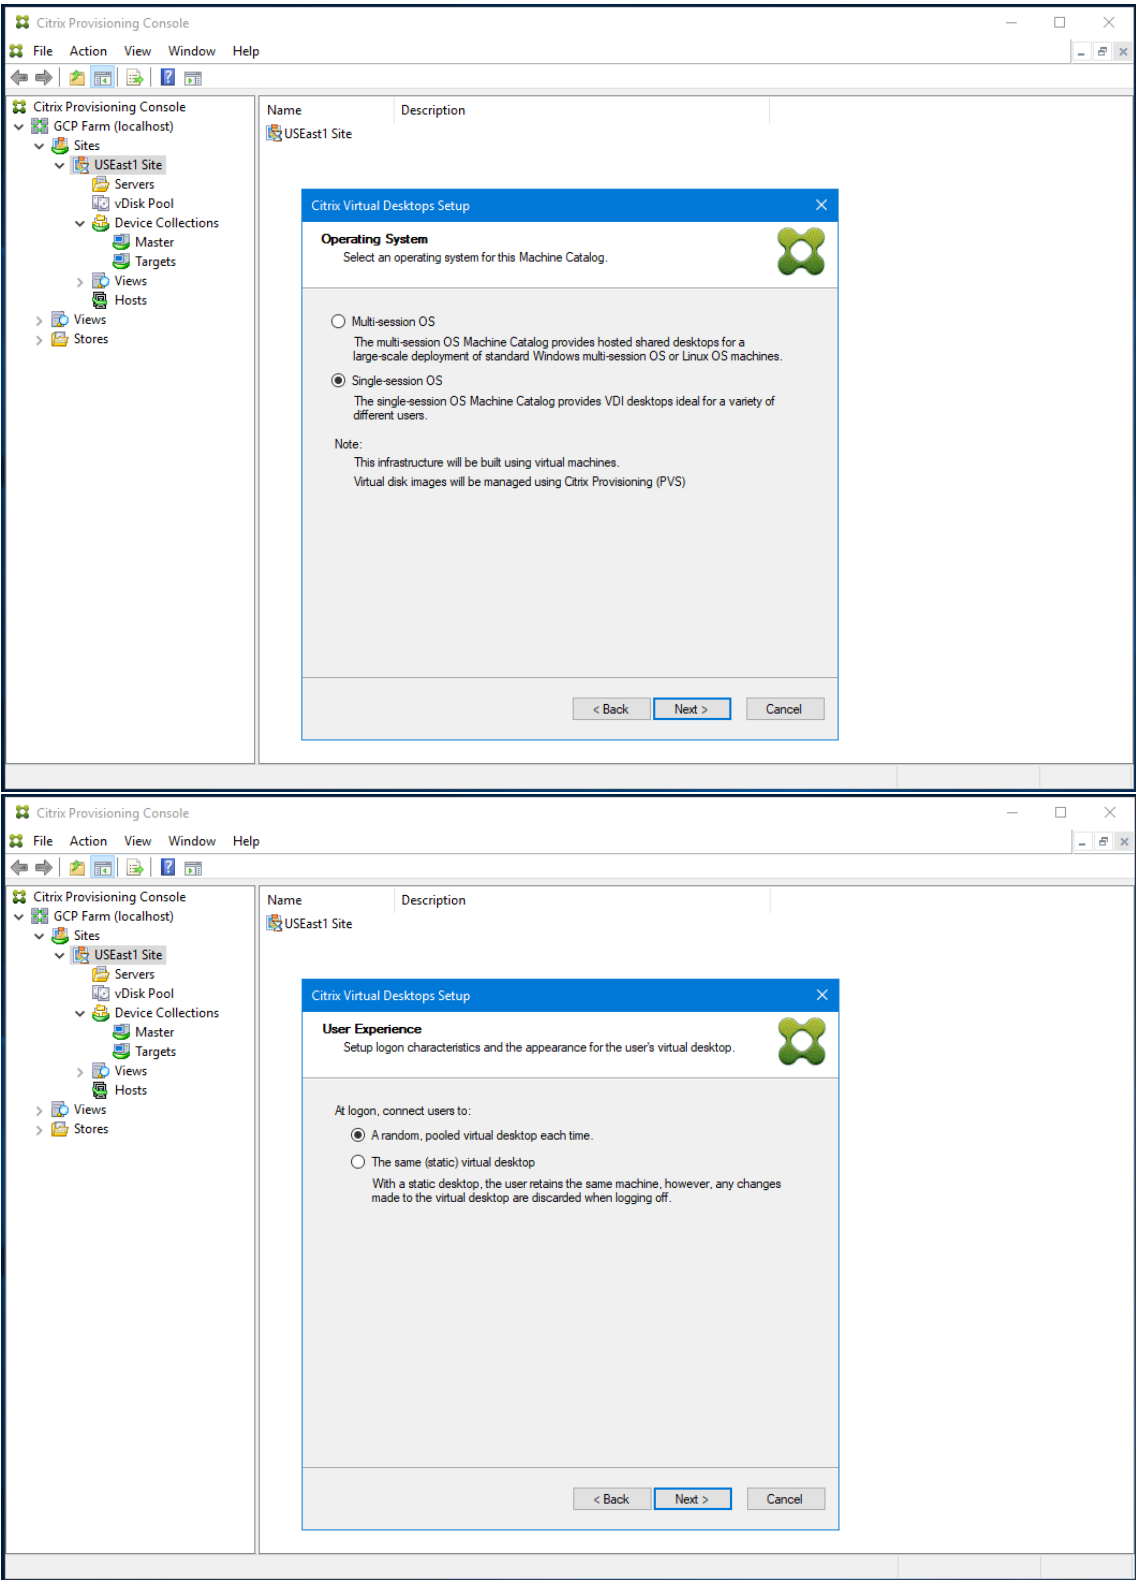 Citrix Provisioning Console
File Action View Window Help
Citrix Provisioning Console
GCP Farm (localhost)
Sites
USEast1 Site
Servers
vDisk Pool
Device Collections
Master
Targets
Views
Hosts
Views
Stores
Name Description
USEast1 Site
Citrix Virtual Desktops Setup
Operating System
Select an operating system for this Machine Catalog.
Multi-session OS
The multi-session OS Machine Catalog provides hosted shared desktops for a
large-scale deployment of standard Windows multi-session OS or Linux OS machines.
Single-session OS
The single-session OS Machine Catalog provides VDI desktops ideal for a variety of
different users.
Note:
This infrastructure will be built using virtual machines.
Virtual disk images will be managed using Citrix Provisioning (PVS)
< Back Next > Cancel
Citrix Provisioning Console
File Action View Window Help
Citrix Provisioning Console
GCP Farm (localhost)
Sites
USEast1 Site
Servers
vDisk Pool
Device Collections
Master
Targets
Views
Hosts
Views
Stores
Name Description
USEast1 Site
Citrix Virtual Desktops Setup
User Experience
Setup logon characteristics and the appearance for the user's virtual desktop.
At logon, connect users to:
A random, pooled virtual desktop each time.
The same (static) virtual desktop
With a static desktop, the user retains the same machine, however, any changes
made to the virtual desktop are discarded when logging off.
< Back Next > Cancel